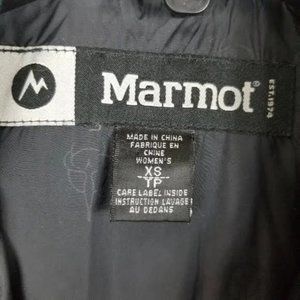 Marmot®
EST. 1974
MADE IN CHINA
FABRIQUE EN
CHINE
WOMEN'S
XS
TP
CARE LABEL INSIDE
INSTRUCTION LAVAGE
AU DEDANS